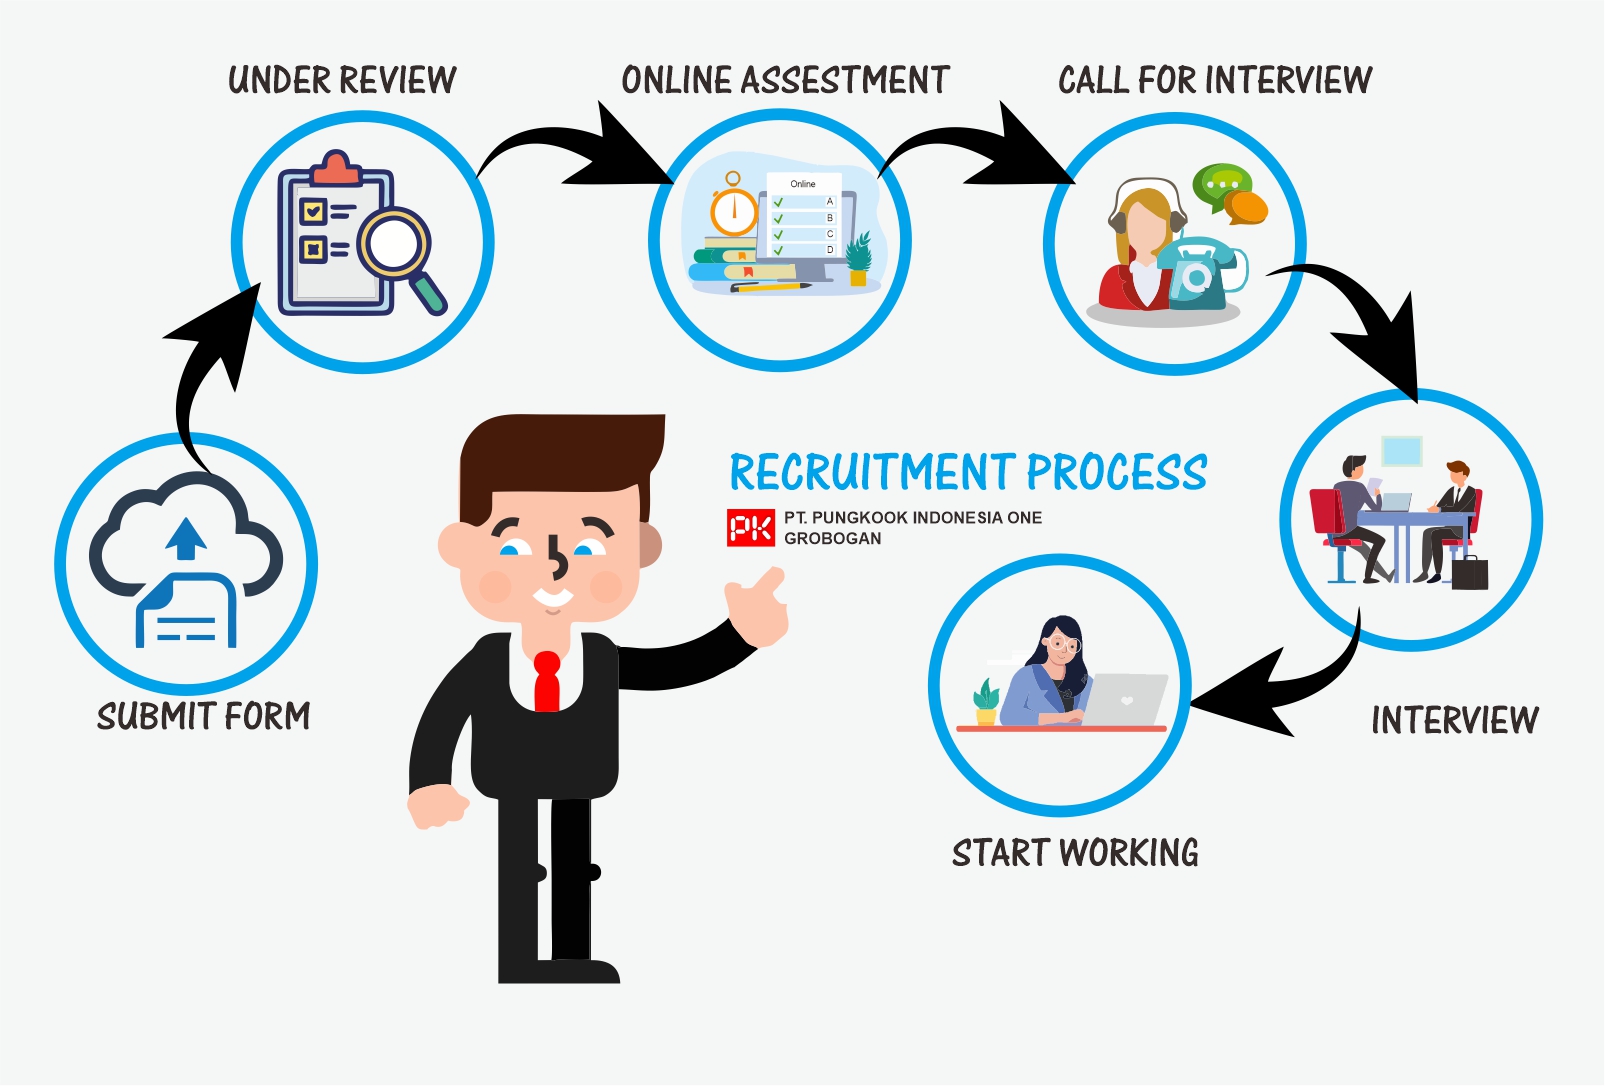 UNDER REVIEW
ONLINE ASSESTMENT
CALL FOR INTERVIEW
Online
A
B
C
D
RECRUITMENT PROCESS
PK
PT. PUNGKOOK INDONESIA ONE
GROBOGAN
SUBMIT FORM
INTERVIEW
START WORKING